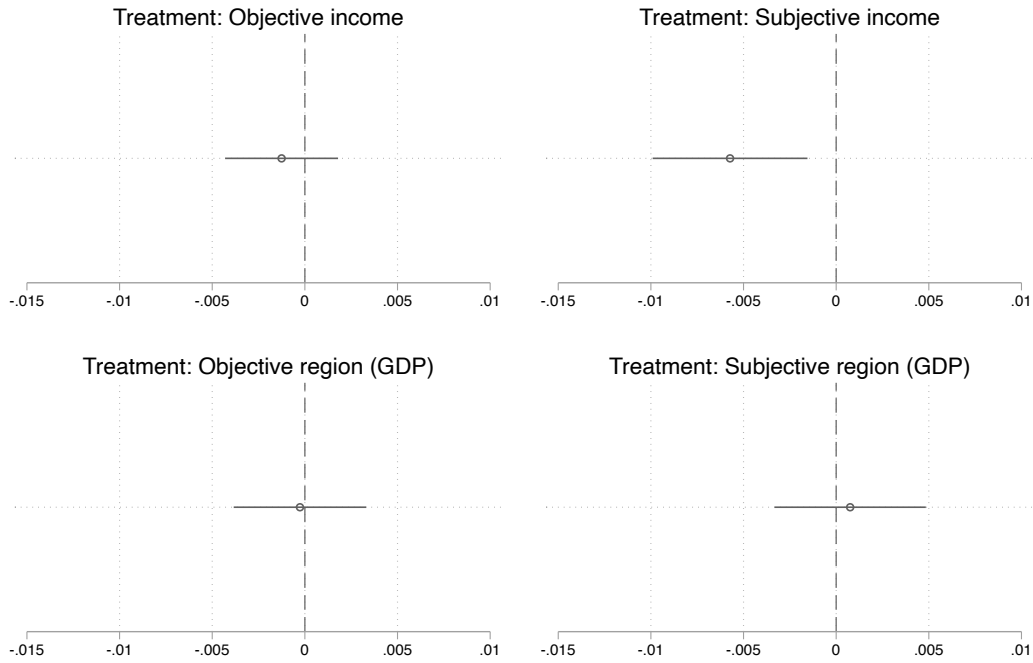 Treatment: Objective income
-.015 -.01 -.005 0 .005 .01
Treatment: Subjective income
-.015 -.01 -.005 0 .005 .01
Treatment: Objective region (GDP)
-.015 -.01 -.005 0 .005 .01
Treatment: Subjective region (GDP)
-.015 -.01 -.005 0 .005 .01